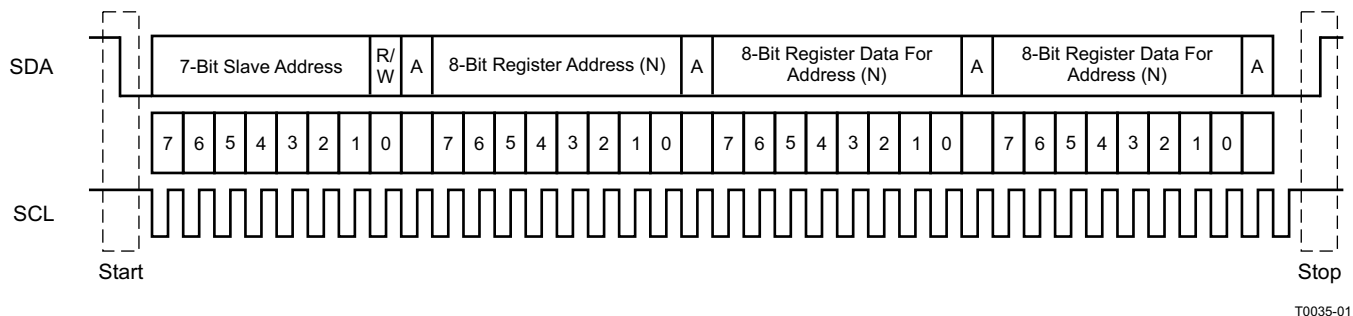 SDA
7-Bit Slave Address
R/
W
A
8-Bit Register Address (N)
A
8-Bit Register Data For
Address (N)
A
8-Bit Register Data For
Address (N)
A
7 6 5 4 3 2 1 0 7 6 5 4 3 2 1 0 7 6 5 4 3 2 1 0 7 6 5 4 3 2 1 0
SCL
Start
Stop
T0035-01